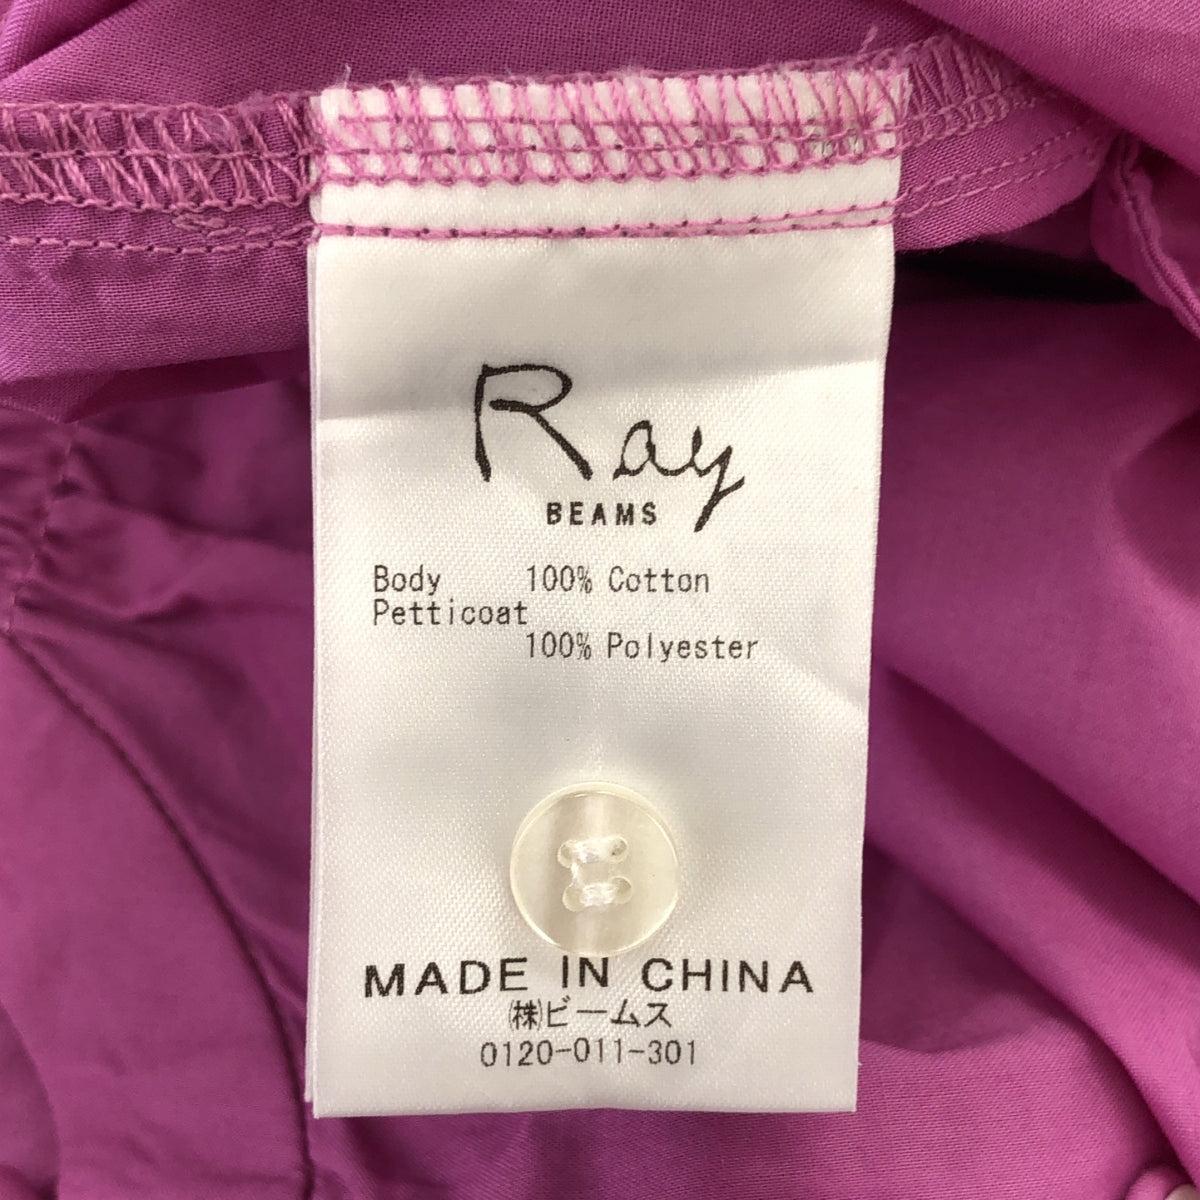 Ray
BEAMS
Body 100% Cotton
Petticoat
100% Polyester
MADE IN CHINA
㈱ビームス
0120-011-301